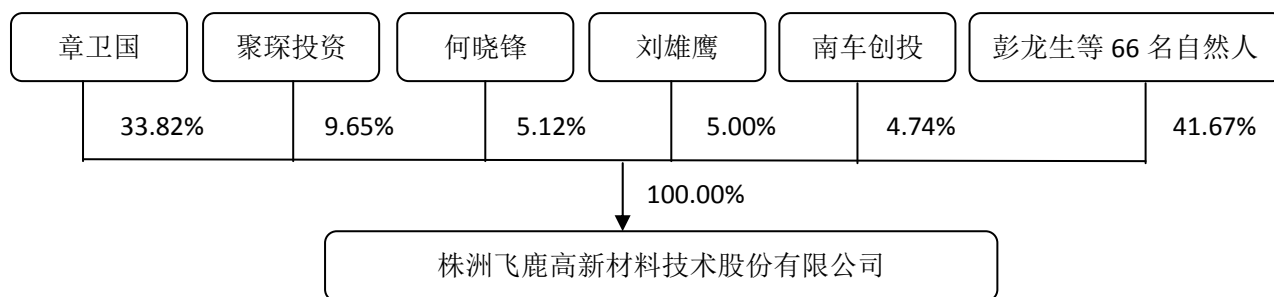 章卫国
聚琛投资
何晓锋
刘雄鹰
南车创投
彭龙生等 66 名自然人
33.82%
9.65%
5.12%
5.00%
4.74%
41.67%
100.00%
株洲飞鹿高新材料技术股份有限公司